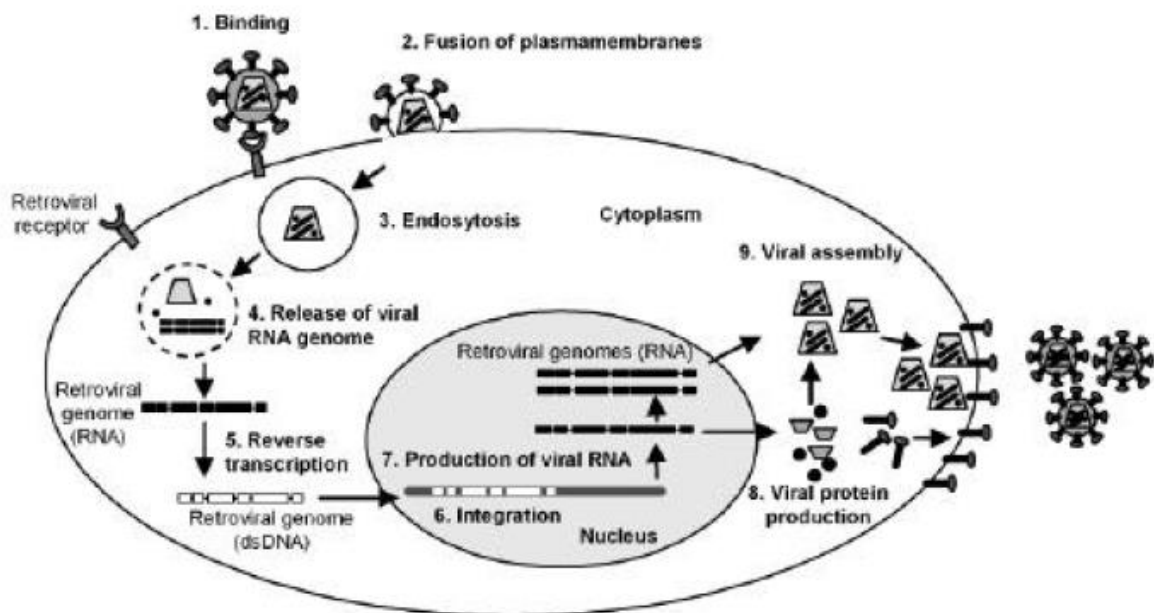 1. Binding
2. Fusion of plasmamembranes
Retroviral
receptor
3. Endosytosis
Cytoplasm
9. Viral assembly
4. Release of viral
RNA genome
Retroviral genomes (RNA)
Retroviral
genome
(RNA)
5. Reverse
transcription
7. Production of viral RNA
Retroviral genome
(dsDNA)
6. Integration
Nucleus
8. Viral protein
production